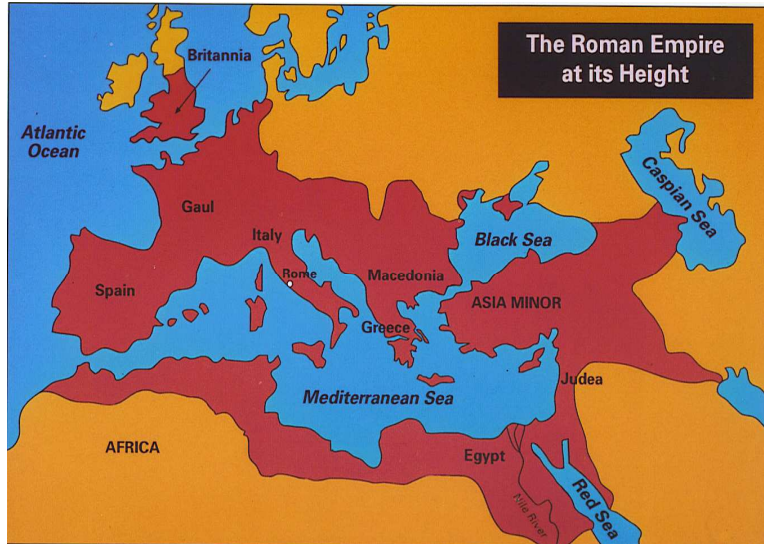 The Roman Empire
at its Height
Britannia
Atlantic
Ocean
Caspian Sea
Gaul
Italy
Black Sea
Rome
Macedonia
Spain
ASIA MINOR
Greece
Judea
Mediterranean Sea
AFRICA
Egypt
Nile River
Red Sea